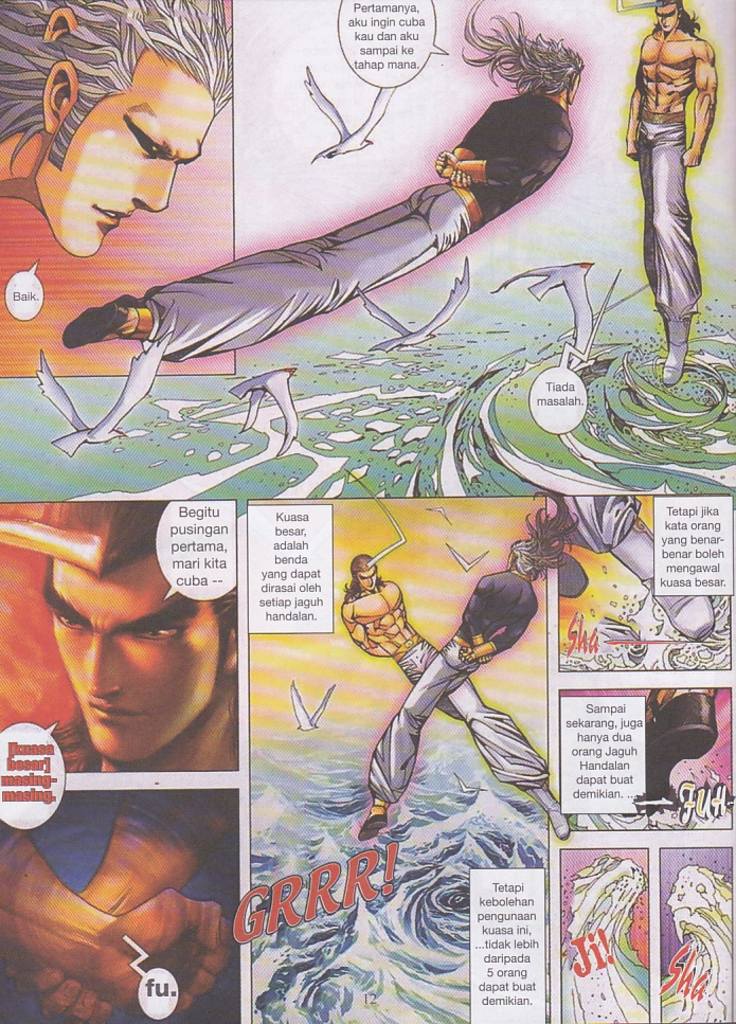 Pertamanya,
aku ingin cuba
kau dan aku
sampai ke
tahap mana.
Baik.
Tiada
masalah.
Begitu
pusingan
pertama,
mari kita
cuba --
[kuasa
besar]
masing-
masing.
fu.
Kuasa
besar,
adalah
benda
yang dapat
dirasai oleh
setiap jaguh
handalan.
GRRR!
Tetapi
kebolehan
pengunaan
kuasa ini,
...tidak lebih
daripada
5 orang
dapat buat
demikian.
Tetapi jika
kata orang
yang benar-
benar boleh
mengawal
kuasa besar.
Sha
Sampai
sekarang, juga
hanya dua
orang Jaguh
Handalan
dapat buat
demikian. ...
FUH
Ji!
Sha
12